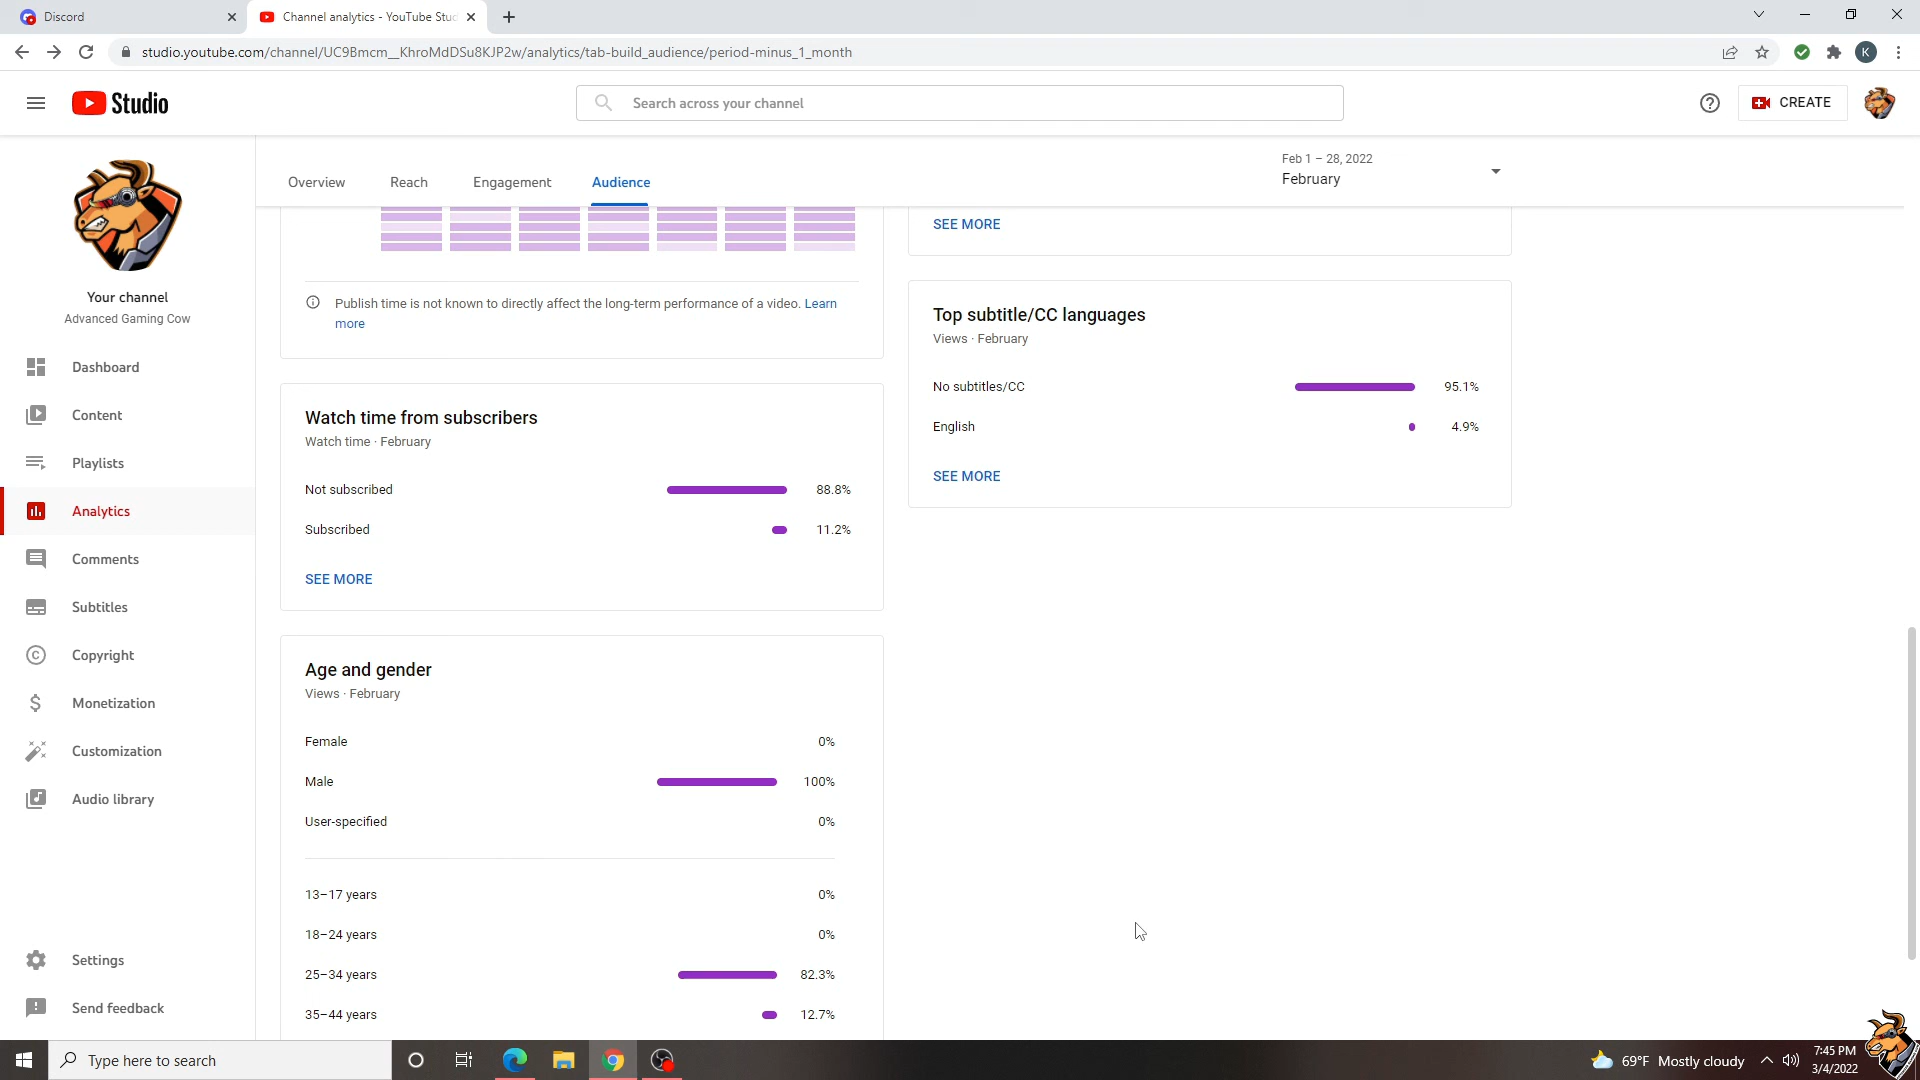 Discord
Channel analytics - YouTube Stud
studio.youtube.com/channel/UC9Bmcm__KhroMdDSu8KJP2w/analytics/tab-build_audience/period-minus_1_month
K
Studio
Search across your channel
CREATE
Your channel
Advanced Gaming Cow
Dashboard
Content
Playlists
Analytics
Comments
Subtitles
Copyright
Monetization
Customization
Audio library
Settings
Send feedback
Overview
Reach
Engagement
Audience
Feb 1 – 28, 2022
February
Publish time is not known to directly affect the long-term performance of a video. Learn
more
Watch time from subscribers
Watch time · February
Not subscribed 88.8%
Subscribed 11.2%
SEE MORE
Age and gender
Views · February
Female 0%
Male 100%
User-specified 0%
13–17 years 0%
18–24 years 0%
25–34 years 82.3%
35–44 years 12.7%
SEE MORE
Top subtitle/CC languages
Views · February
No subtitles/CC 95.1%
English 4.9%
SEE MORE
Type here to search
69°F Mostly cloudy
7:45 PM
3/4/2022